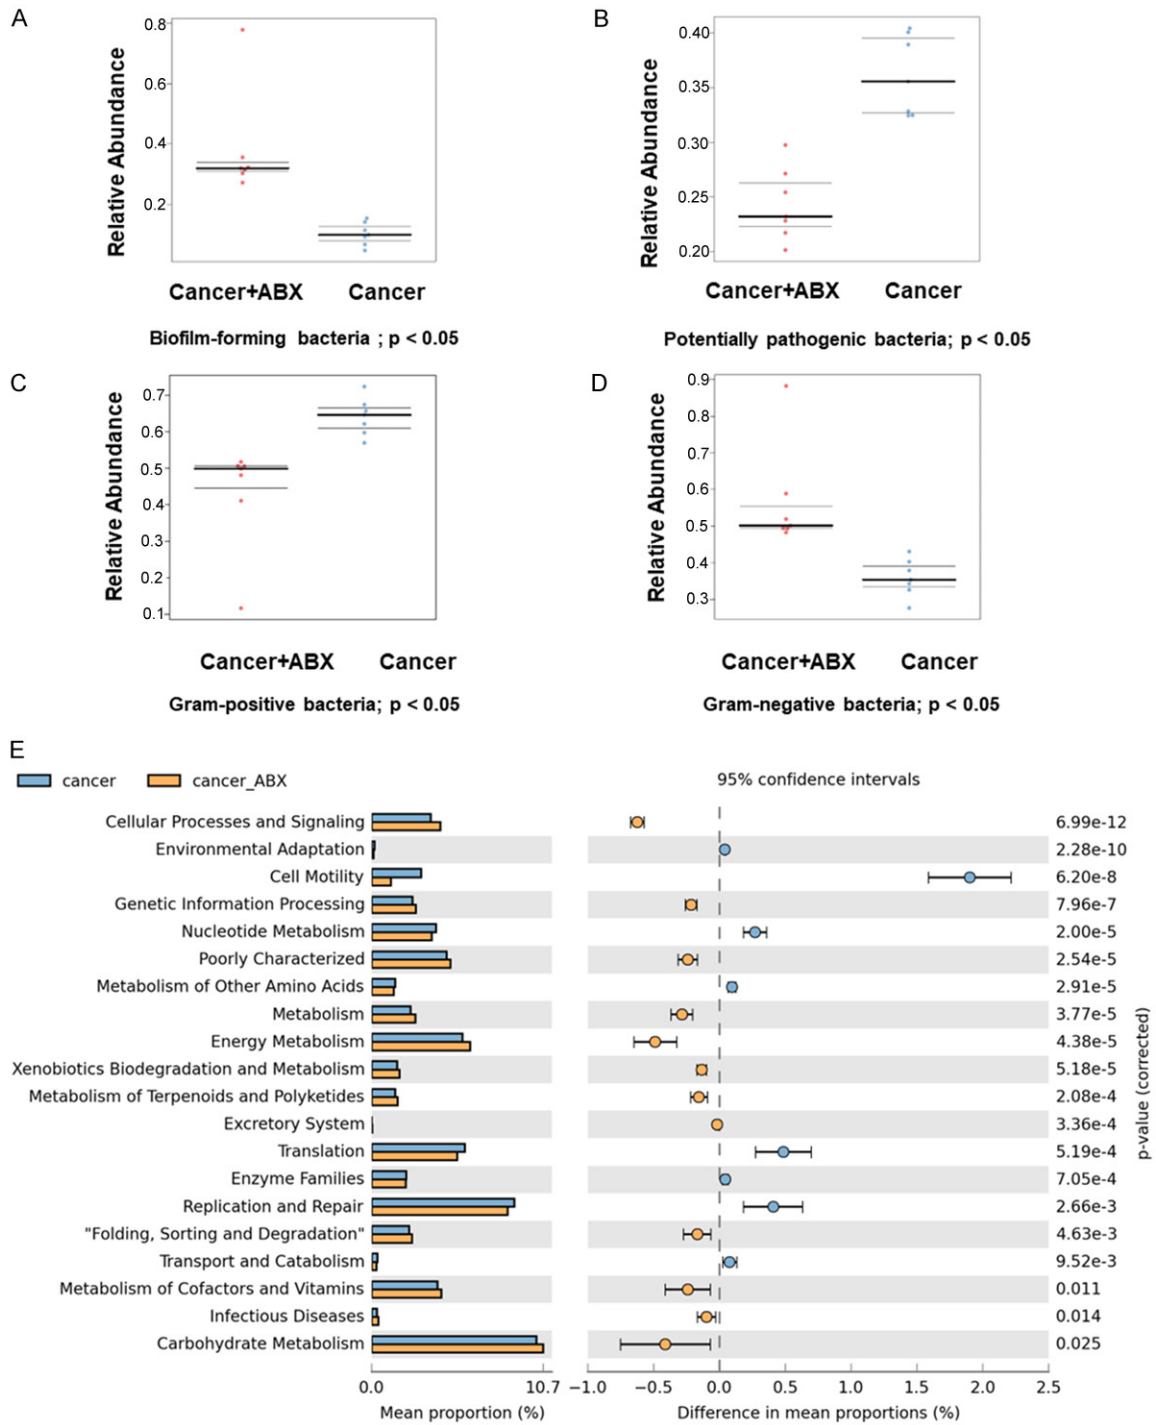 A
Relative Abundance
0.8
0.6
0.4
0.2
Cancer+ABX Cancer
Biofilm-forming bacteria ; p < 0.05
B
Relative Abundance
0.40
0.35
0.30
0.25
0.20
Cancer+ABX Cancer
Potentially pathogenic bacteria; p < 0.05
C
Relative Abundance
0.7
0.6
0.5
0.4
0.3
0.2
0.1
Cancer+ABX Cancer
Gram-positive bacteria; p < 0.05
D
Relative Abundance
0.9
0.8
0.7
0.6
0.5
0.4
0.3
Cancer+ABX Cancer
Gram-negative bacteria; p < 0.05
E
cancer cancer_ABX
95% confidence intervals
Cellular Processes and Signaling 6.99e-12
Environmental Adaptation 2.28e-10
Cell Motility 6.20e-8
Genetic Information Processing 7.96e-7
Nucleotide Metabolism 2.00e-5
Poorly Characterized 2.54e-5
Metabolism of Other Amino Acids 2.91e-5
Metabolism 3.77e-5
Energy Metabolism 4.38e-5
Xenobiotics Biodegradation and Metabolism 5.18e-5
Metabolism of Terpenoids and Polyketides 2.08e-4
Excretory System 3.36e-4
Translation 5.19e-4
Enzyme Families 7.05e-4
Replication and Repair 2.66e-3
"Folding, Sorting and Degradation" 4.63e-3
Transport and Catabolism 9.52e-3
Metabolism of Cofactors and Vitamins 0.011
Infectious Diseases 0.014
Carbohydrate Metabolism 0.025
p-value (corrected)
0.0 10.7
Mean proportion (%)
−1.0 −0.5 0.0 0.5 1.0 1.5 2.0 2.5
Difference in mean proportions (%)